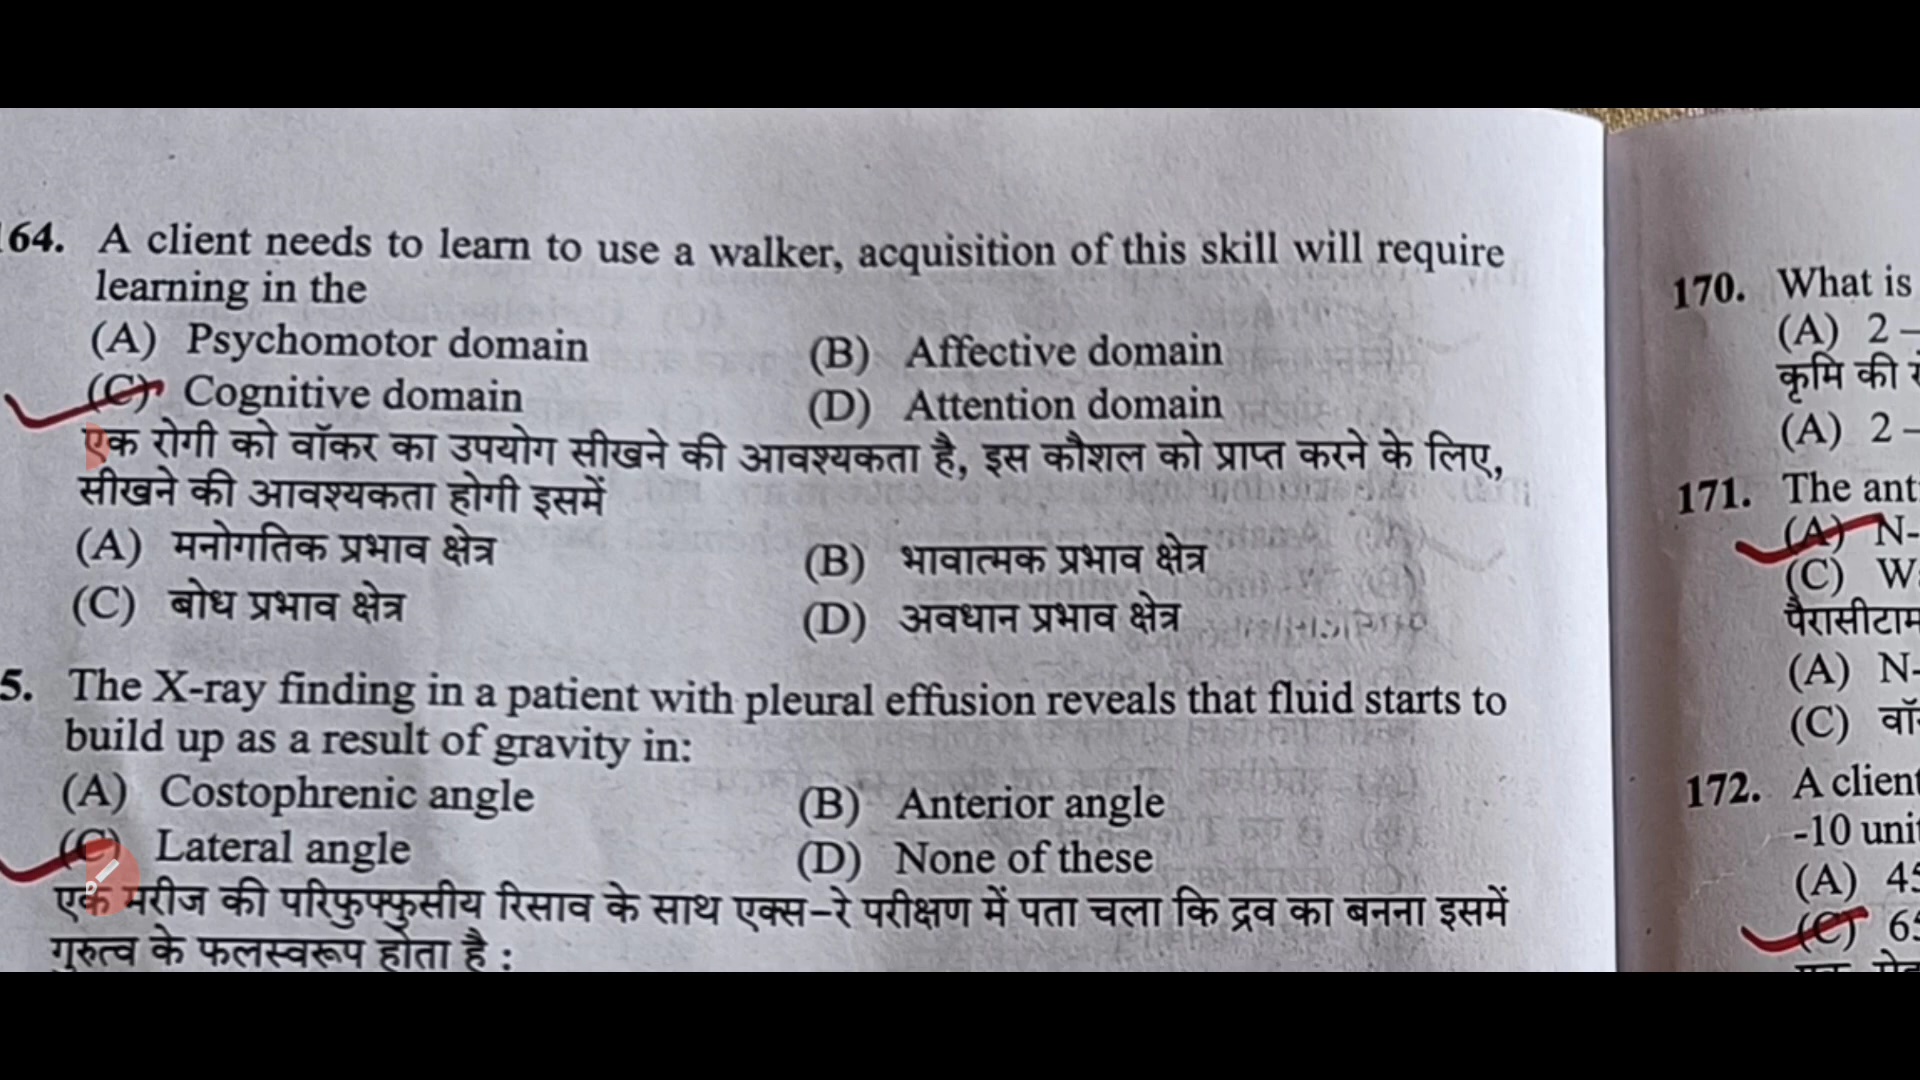 64. A client needs to learn to use a walker, acquisition of this skill will require
learning in the
(A) Psychomotor domain (B) Affective domain
(C) Cognitive domain (D) Attention domain
एक रोगी को वॉकर का उपयोग सीखने की आवश्यकता है, इस कौशल को प्राप्त करने के लिए,
सीखने की आवश्यकता होगी इसमें
(A) मनोगतिक प्रभाव क्षेत्र (B) भावात्मक प्रभाव क्षेत्र
(C) बोध प्रभाव क्षेत्र (D) अवधान प्रभाव क्षेत्र
5. The X-ray finding in a patient with pleural effusion reveals that fluid starts to
build up as a result of gravity in:
(A) Costophrenic angle (B) Anterior angle
(C) Lateral angle (D) None of these
एक मरीज की परिफुफ्फुसीय रिसाव के साथ एक्स-रे परीक्षण में पता चला कि द्रव का बनना इसमें
गुरुत्व के फलस्वरूप होता है :
170. What is
(A) 2 –
कृमि की
(A) 2 –
171. The ant
(A) N-
(C) W
पैरासीटाम
(A) N-
(C)
172. A client
-10 unit
(A) 45
(C) 65